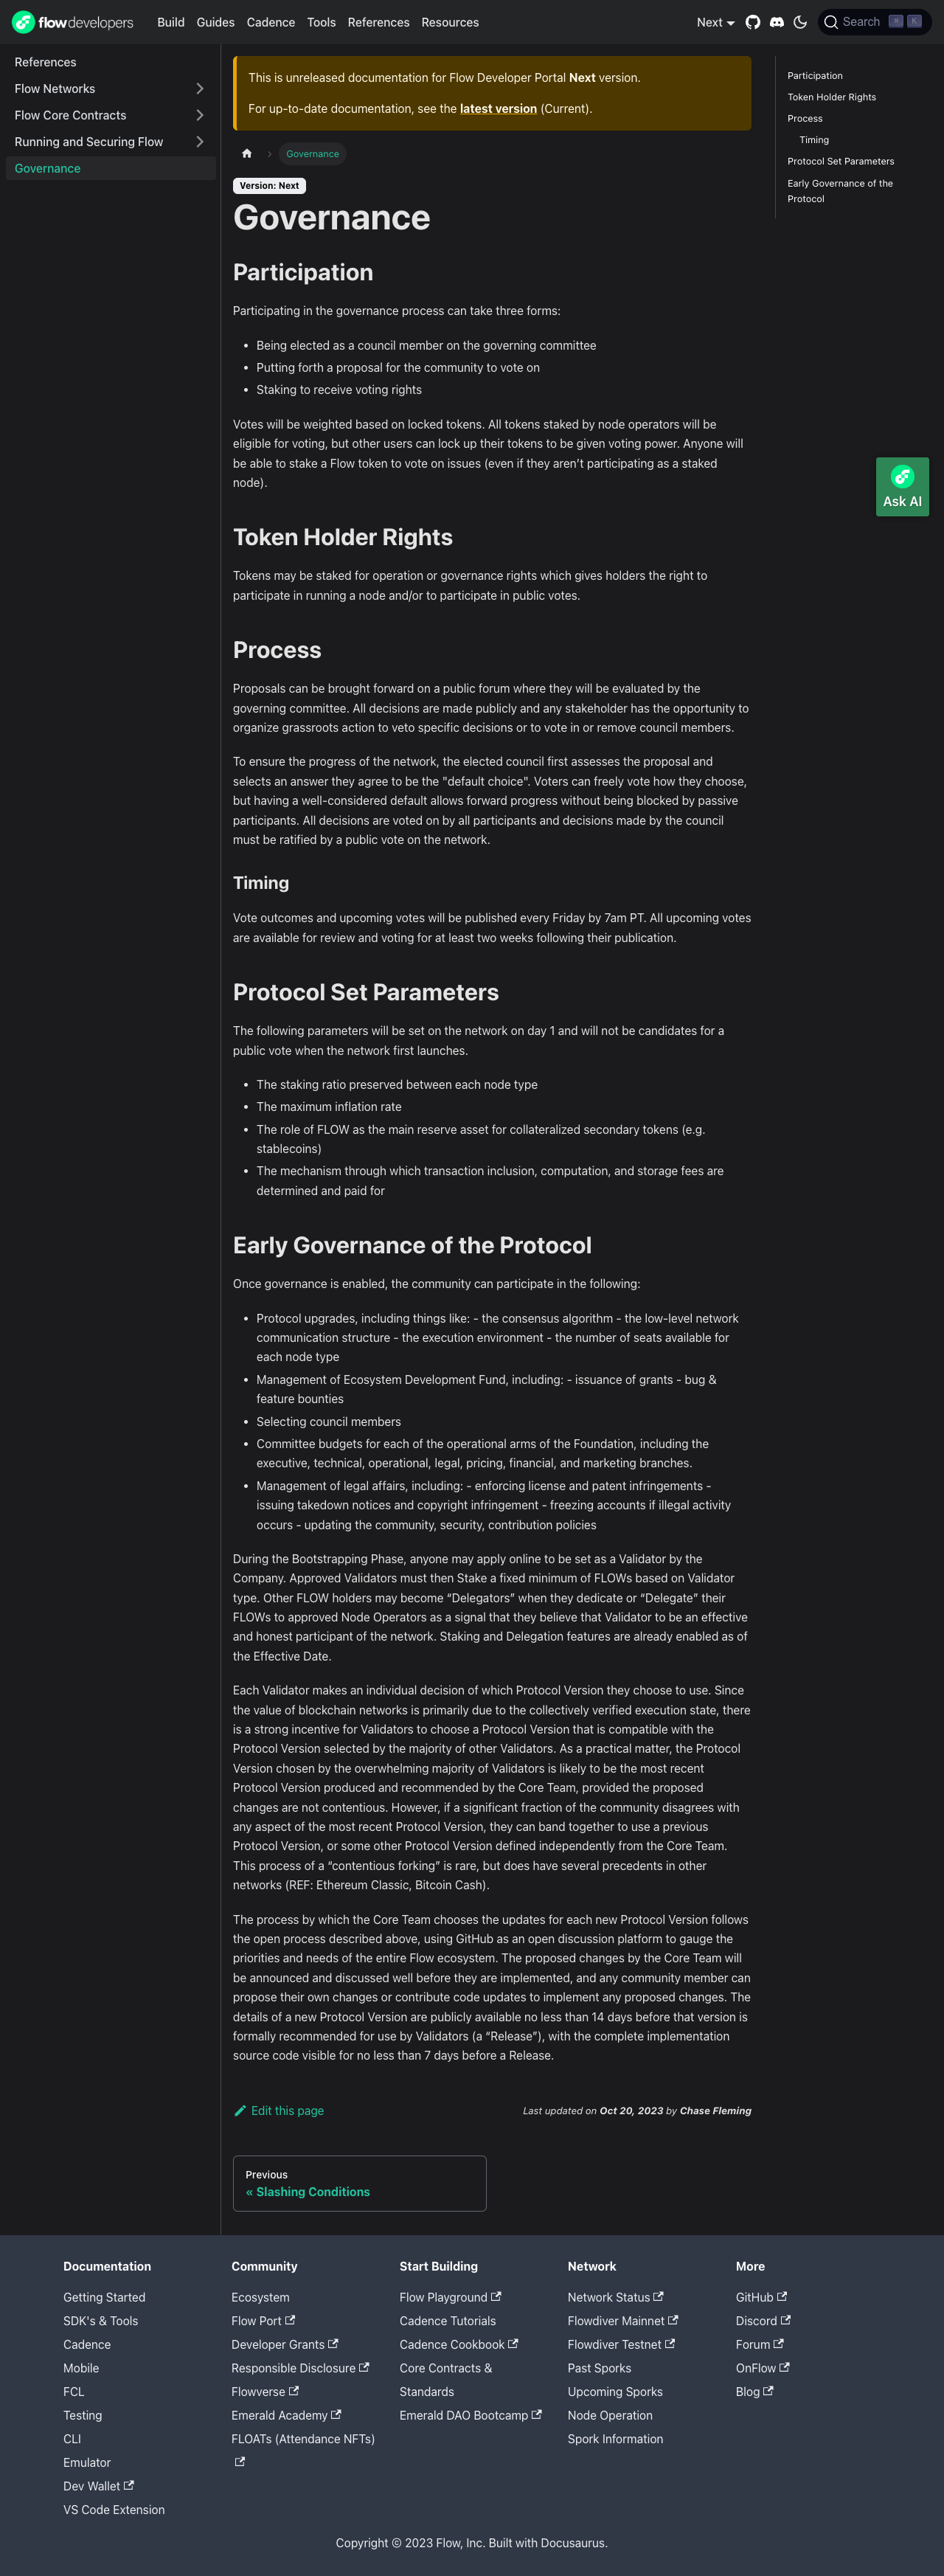 flowdevelopers Build Guides Cadence Tools References Resources Next Search ⌘ K
References
Flow Networks
Flow Core Contracts
Running and Securing Flow
Governance
This is unreleased documentation for Flow Developer Portal Next version.
For up-to-date documentation, see the latest version (Current).
Governance
Version: Next
Governance
Participation
Participating in the governance process can take three forms:
• Being elected as a council member on the governing committee
• Putting forth a proposal for the community to vote on
• Staking to receive voting rights
Votes will be weighted based on locked tokens. All tokens staked by node operators will be
eligible for voting, but other users can lock up their tokens to be given voting power. Anyone will
be able to stake a Flow token to vote on issues (even if they aren’t participating as a staked
node).
Token Holder Rights
Tokens may be staked for operation or governance rights which gives holders the right to
participate in running a node and/or to participate in public votes.
Process
Proposals can be brought forward on a public forum where they will be evaluated by the
governing committee. All decisions are made publicly and any stakeholder has the opportunity to
organize grassroots action to veto specific decisions or to vote in or remove council members.
To ensure the progress of the network, the elected council first assesses the proposal and
selects an answer they agree to be the "default choice". Voters can freely vote how they choose,
but having a well-considered default allows forward progress without being blocked by passive
participants. All decisions are voted on by all participants and decisions made by the council
must be ratified by a public vote on the network.
Timing
Vote outcomes and upcoming votes will be published every Friday by 7am PT. All upcoming votes
are available for review and voting for at least two weeks following their publication.
Protocol Set Parameters
The following parameters will be set on the network on day 1 and will not be candidates for a
public vote when the network first launches.
• The staking ratio preserved between each node type
• The maximum inflation rate
• The role of FLOW as the main reserve asset for collateralized secondary tokens (e.g.
stablecoins)
• The mechanism through which transaction inclusion, computation, and storage fees are
determined and paid for
Early Governance of the Protocol
Once governance is enabled, the community can participate in the following:
• Protocol upgrades, including things like: - the consensus algorithm - the low-level network
communication structure - the execution environment - the number of seats available for
each node type
• Management of Ecosystem Development Fund, including: - issuance of grants - bug &
feature bounties
• Selecting council members
• Committee budgets for each of the operational arms of the Foundation, including the
executive, technical, operational, legal, pricing, financial, and marketing branches.
• Management of legal affairs, including: - enforcing license and patent infringements -
issuing takedown notices and copyright infringement - freezing accounts if illegal activity
occurs - updating the community, security, contribution policies
During the Bootstrapping Phase, anyone may apply online to be set as a Validator by the
Company. Approved Validators must then Stake a fixed minimum of FLOWs based on Validator
type. Other FLOW holders may become “Delegators” when they dedicate or “Delegate” their
FLOWs to approved Node Operators as a signal that they believe that Validator to be an effective
and honest participant of the network. Staking and Delegation features are already enabled as of
the Effective Date.
Each Validator makes an individual decision of which Protocol Version they choose to use. Since
the value of blockchain networks is primarily due to the collectively verified execution state, there
is a strong incentive for Validators to choose a Protocol Version that is compatible with the
Protocol Version selected by the majority of other Validators. As a practical matter, the Protocol
Version chosen by the overwhelming majority of Validators is likely to be the most recent
Protocol Version produced and recommended by the Core Team, provided the proposed
changes are not contentious. However, if a significant fraction of the community disagrees with
any aspect of the most recent Protocol Version, they can band together to use a previous
Protocol Version, or some other Protocol Version defined independently from the Core Team.
This process of a “contentious forking” is rare, but does have several precedents in other
networks (REF: Ethereum Classic, Bitcoin Cash).
The process by which the Core Team chooses the updates for each new Protocol Version follows
the open process described above, using GitHub as an open discussion platform to gauge the
priorities and needs of the entire Flow ecosystem. The proposed changes by the Core Team will
be announced and discussed well before they are implemented, and any community member can
propose their own changes or contribute code updates to implement any proposed changes. The
details of a new Protocol Version are publicly available no less than 14 days before that version is
formally recommended for use by Validators (a “Release”), with the complete implementation
source code visible for no less than 7 days before a Release.
Edit this page
Last updated on Oct 20, 2023 by Chase Fleming
Previous
« Slashing Conditions
Participation
Token Holder Rights
Process
Timing
Protocol Set Parameters
Early Governance of the
Protocol
Ask AI
Documentation
Getting Started
SDK's & Tools
Cadence
Mobile
FCL
Testing
CLI
Emulator
Dev Wallet
VS Code Extension
Community
Ecosystem
Flow Port
Developer Grants
Responsible Disclosure
Flowverse
Emerald Academy
FLOATs (Attendance NFTs)
Start Building
Flow Playground
Cadence Tutorials
Cadence Cookbook
Core Contracts &
Standards
Emerald DAO Bootcamp
Network
Network Status
Flowdiver Mainnet
Flowdiver Testnet
Past Sporks
Upcoming Sporks
Node Operation
Spork Information
More
GitHub
Discord
Forum
OnFlow
Blog
Copyright © 2023 Flow, Inc. Built with Docusaurus.